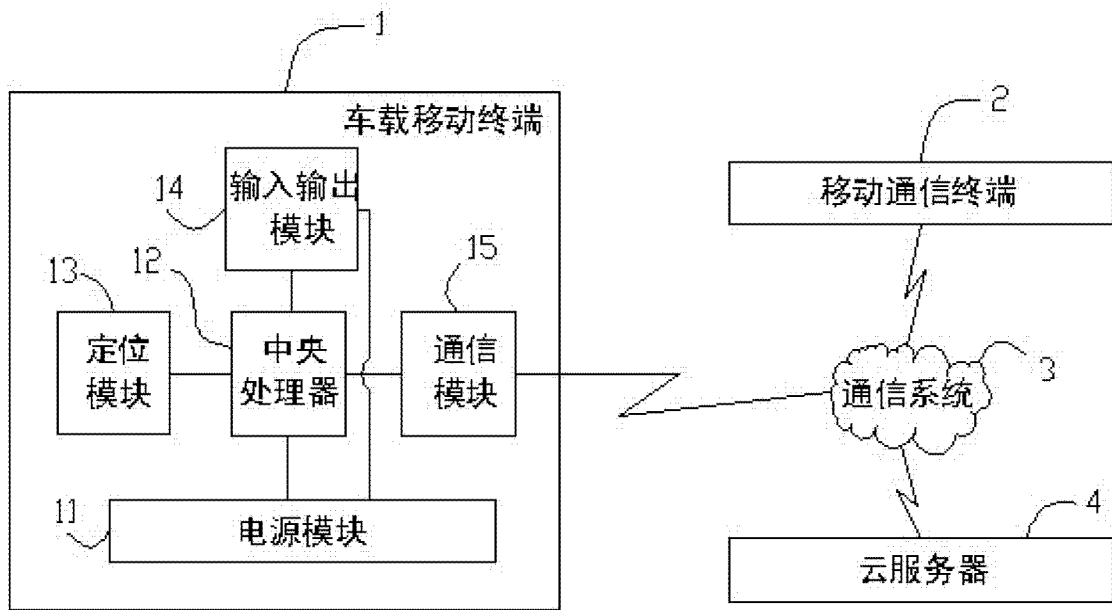 1
车载移动终端
2
移动通信终端
14
输入输出
模块
13
12
15
定位
模块
中央
处理器
通信
模块
3
通信系统
11
电源模块
4
云服务器